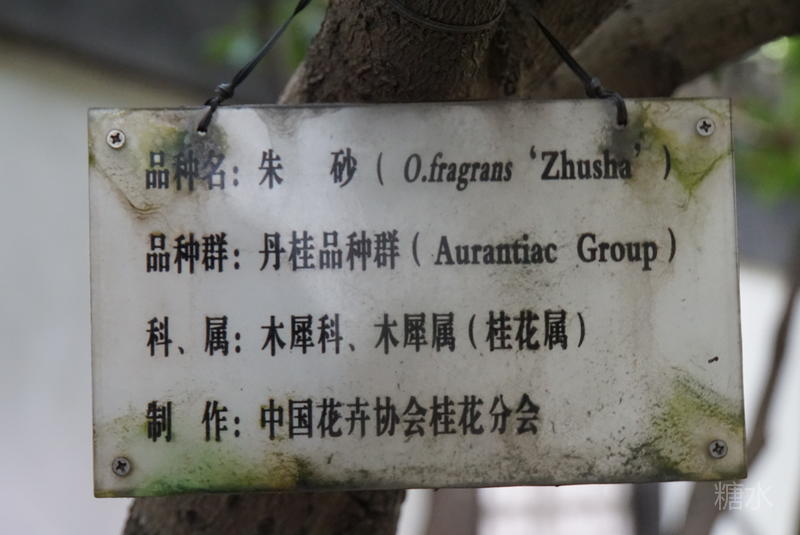 品种名：朱 砂（ O.fragrans ‘Zhusha’ ）
品种群：丹桂品种群（ Aurantiac Group ）
科、属：木犀科、木犀属（桂花属）
制 作：中国花卉协会桂花分会
糖水